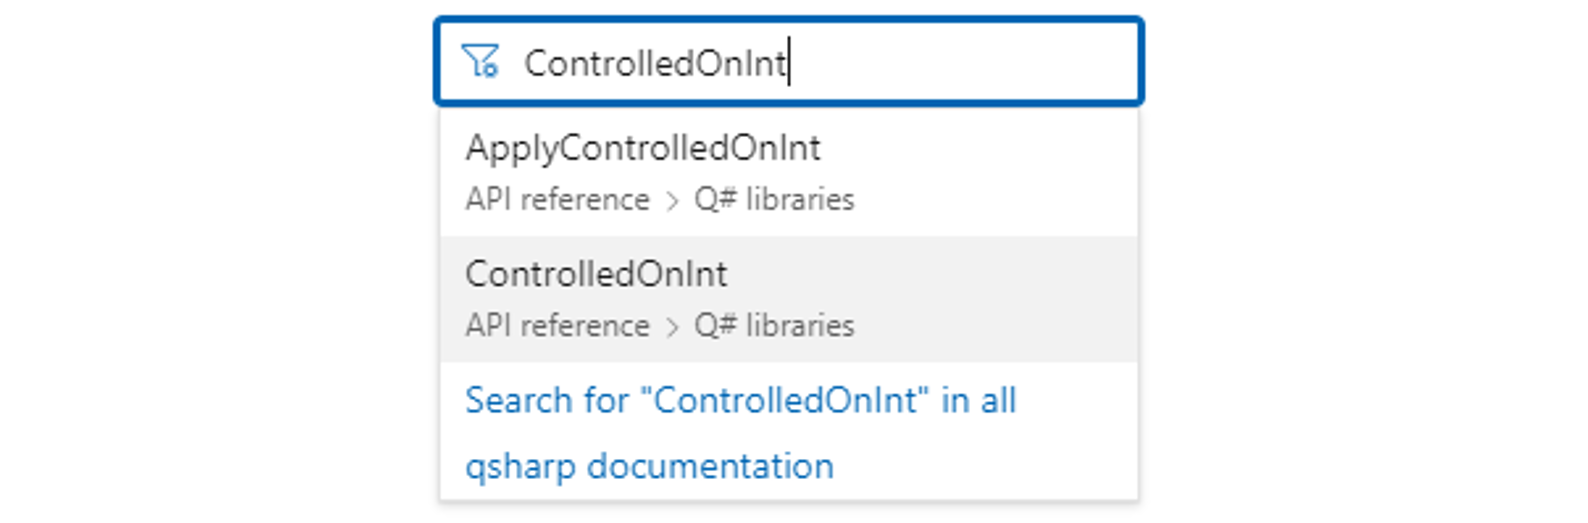 ControlledOnInt
ApplyControlledOnInt
API reference > Q# libraries
ControlledOnInt
API reference > Q# libraries
Search for "ControlledOnInt" in all
qsharp documentation